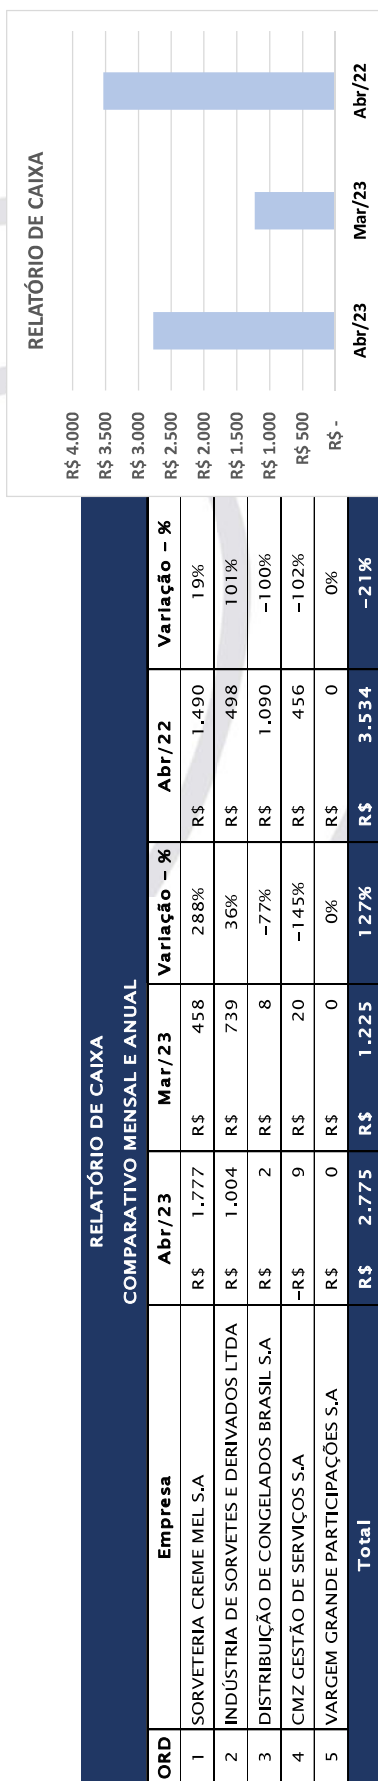 RELATÓRIO DE CAIXA
COMPARATIVO MENSAL E ANUAL
ORD Empresa Abr/23 Mar/23 Variação – % Abr/22 Variação – %
1 SORVETERIA CREME MEL S.A R$ 1.777 R$ 458 288% R$ 1.490 19%
2 INDÚSTRIA DE SORVETES E DERIVADOS LTDA R$ 1.004 R$ 739 36% R$ 498 101%
3 DISTRIBUIÇÃO DE CONGELADOS BRASIL S.A R$ 2 R$ 8 –77% R$ 1.090 –100%
4 CMZ GESTÃO DE SERVIÇOS S.A –R$ 9 R$ 20 –145% R$ 456 –102%
5 VARGEM GRANDE PARTICIPAÇÕES S.A R$ 0 R$ 0 0% R$ 0 0%
Total R$ 2.775 R$ 1.225 127% R$ 3.534 –21%
RELATÓRIO DE CAIXA
R$ 4.000
R$ 3.500
R$ 3.000
R$ 2.500
R$ 2.000
R$ 1.500
R$ 1.000
R$ 500
R$ -
Abr/23 Mar/23 Abr/22